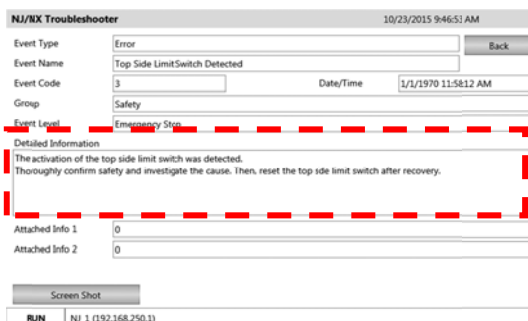 NJ/NX Troubleshooter 10/23/2015 9:46:51 AM
Event Type Error Back
Event Name Top Side LimitSwitch Detected
Event Code 3 Date/Time 1/1/1970 11:5812 AM
Group Safety
Event Level Emergency Stop
Detailed Information
The activation of the top side limit switch was detected.
Thoroughly confirm safety and investigate the cause. Then, reset the top sde limit switch after recovery.
Attached Info 1 0
Attached Info 2 0
Screen Shot
RUN NJ_1 (192.168.250.1)